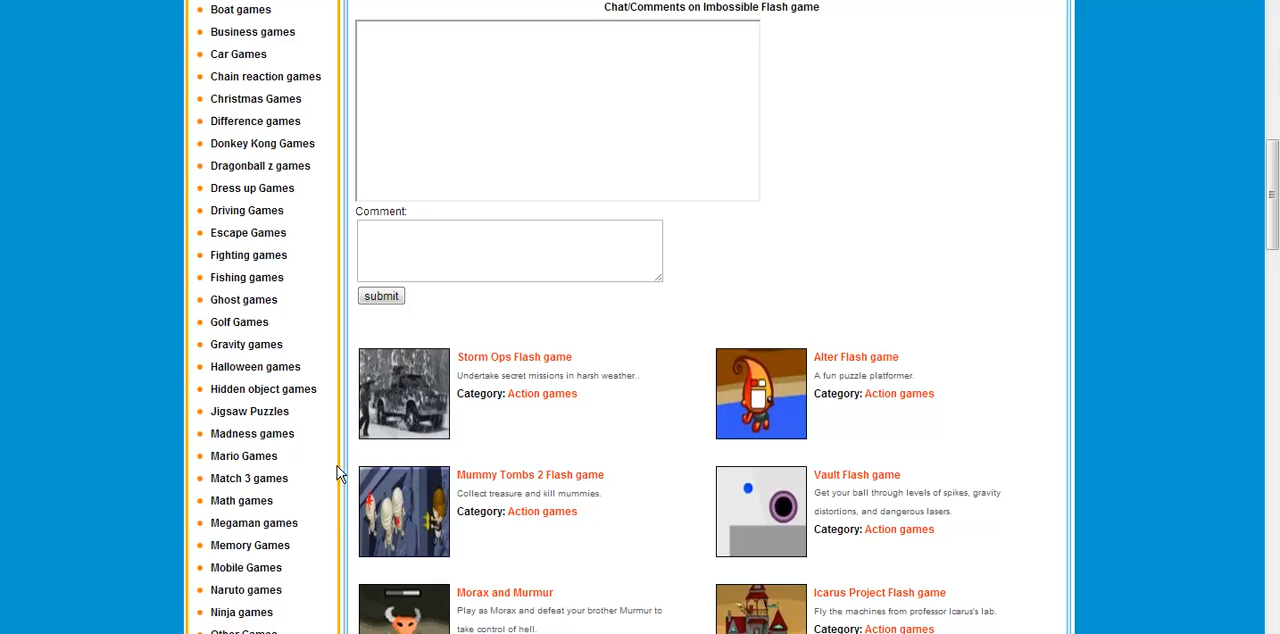 Boat games
Business games
Car Games
Chain reaction games
Christmas Games
Difference games
Donkey Kong Games
Dragonball z games
Dress up Games
Driving Games
Escape Games
Fighting games
Fishing games
Ghost games
Golf Games
Gravity games
Halloween games
Hidden object games
Jigsaw Puzzles
Madness games
Mario Games
Match 3 games
Math games
Megaman games
Memory Games
Mobile Games
Naruto games
Ninja games
Other Games
Chat/Comments on Imbossible Flash game
Comment:
submit
Storm Ops Flash game
Undertake secret missions in harsh weather..
Category: Action games
Alter Flash game
A fun puzzle platformer.
Category: Action games
Mummy Tombs 2 Flash game
Collect treasure and kill mummies.
Category: Action games
Vault Flash game
Get your ball through levels of spikes, gravity
distortions, and dangerous lasers.
Category: Action games
Morax and Murmur
Play as Morax and defeat your brother Murmur to
take control of hell.
Icarus Project Flash game
Fly the machines from professor Icarus's lab.
Category: Action games